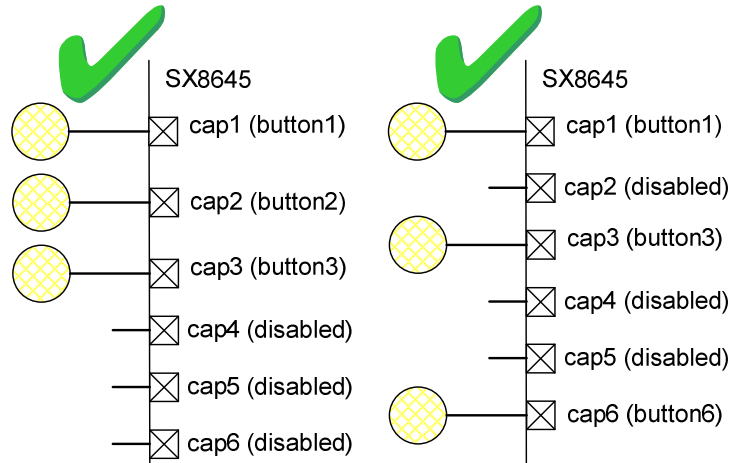 SX8645
cap1 (button1)
cap2 (button2)
cap3 (button3)
cap4 (disabled)
cap5 (disabled)
cap6 (disabled)
SX8645
cap1 (button1)
cap2 (disabled)
cap3 (button3)
cap4 (disabled)
cap5 (disabled)
cap6 (button6)